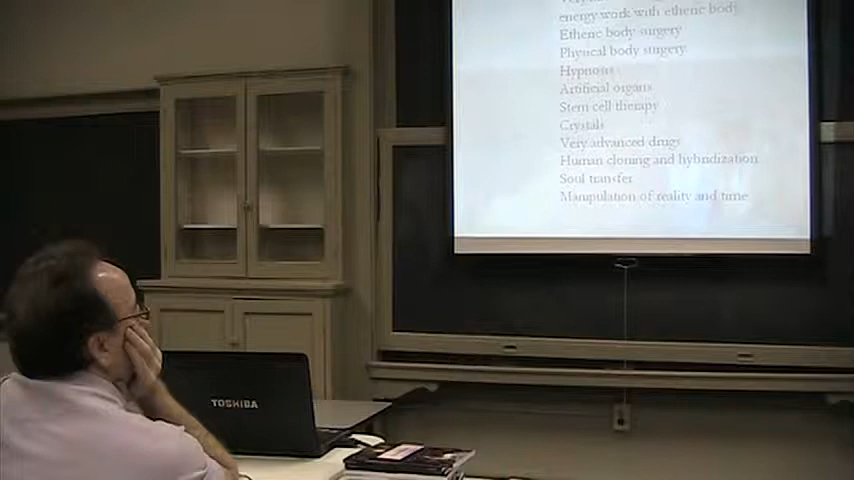 energy work with etheric body
Etheric body surgery
Physical body surgery
Hypnosis
Artificial organs
Stem cell therapy
Crystals
Very advanced drugs
Human cloning and hybridization
Soul transfer
Manipulation of reality and time
TOSHIBA